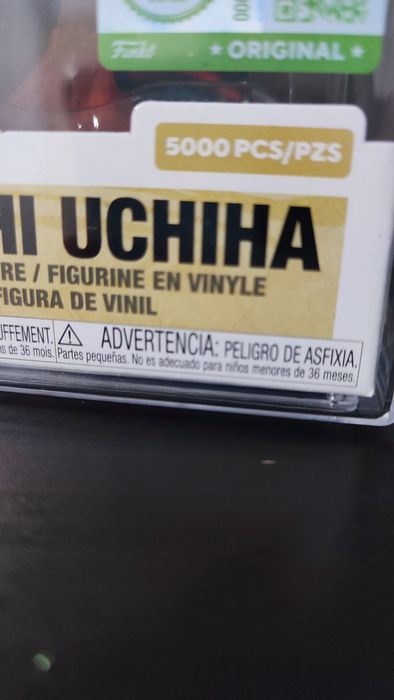 Funko ★ ORIGINAL ★
5000 PCS/PZS
HI UCHIHA
RE / FIGURINE EN VINYLE
FIGURA DE VINIL
UFFEMENT. ADVERTENCIA: PELIGRO DE ASFIXIA.
s de 36 mois. Partes pequeñas. No es adecuado para niños menores de 36 meses.